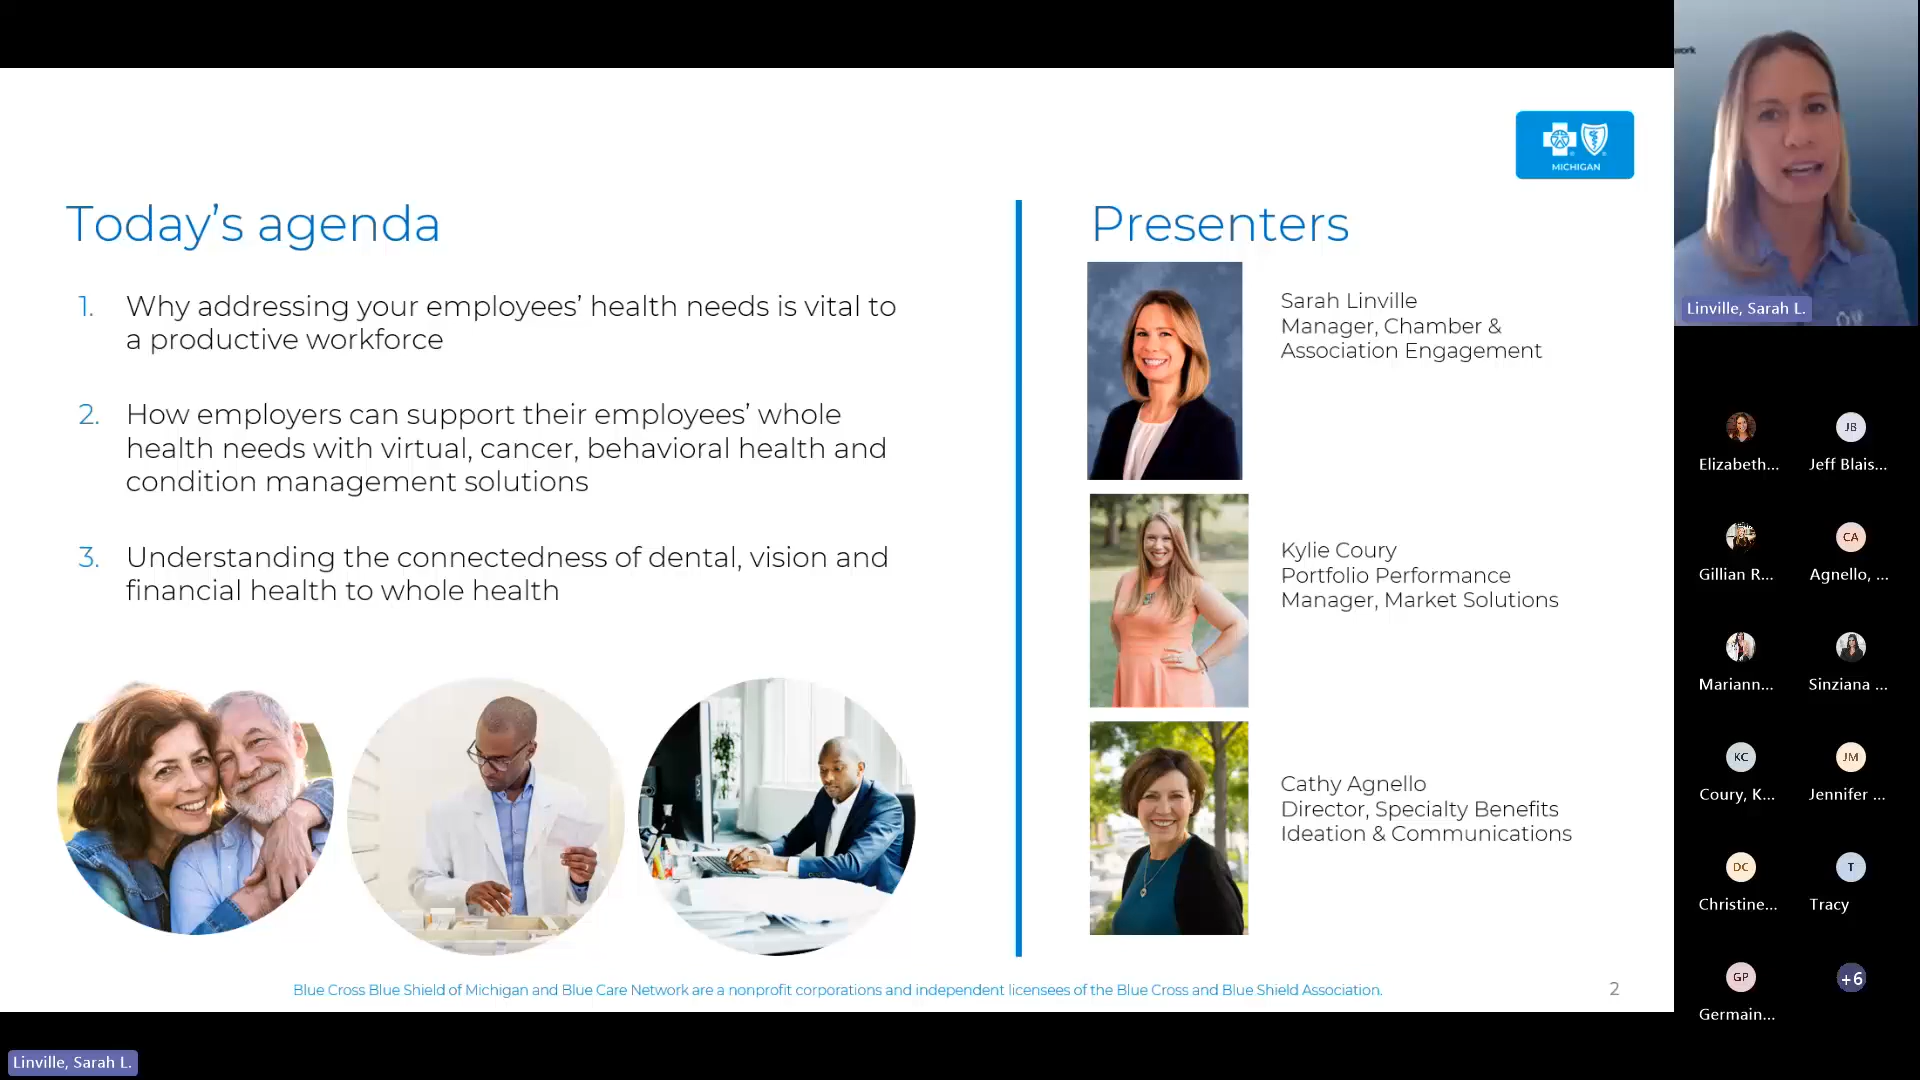 MICHIGAN
Today's agenda
1. Why addressing your employees' health needs is vital to
a productive workforce
2. How employers can support their employees' whole
health needs with virtual, cancer, behavioral health and
condition management solutions
3. Understanding the connectedness of dental, vision and
financial health to whole health
Presenters
Sarah Linville
Manager, Chamber &
Association Engagement
Kylie Coury
Portfolio Performance
Manager, Market Solutions
Cathy Agnello
Director, Specialty Benefits
Ideation & Communications
Blue Cross Blue Shield of Michigan and Blue Care Network are a nonprofit corporations and independent licensees of the Blue Cross and Blue Shield Association.
2
Linville, Sarah L.
work
Linville, Sarah L.
Elizabeth...
JB
Jeff Blais...
Gillian R...
CA
Agnello, ...
Mariann...
Sinziana ...
KC
Coury, K...
JM
Jennifer ...
DC
Christine...
T
Tracy
GP
Germain...
+6